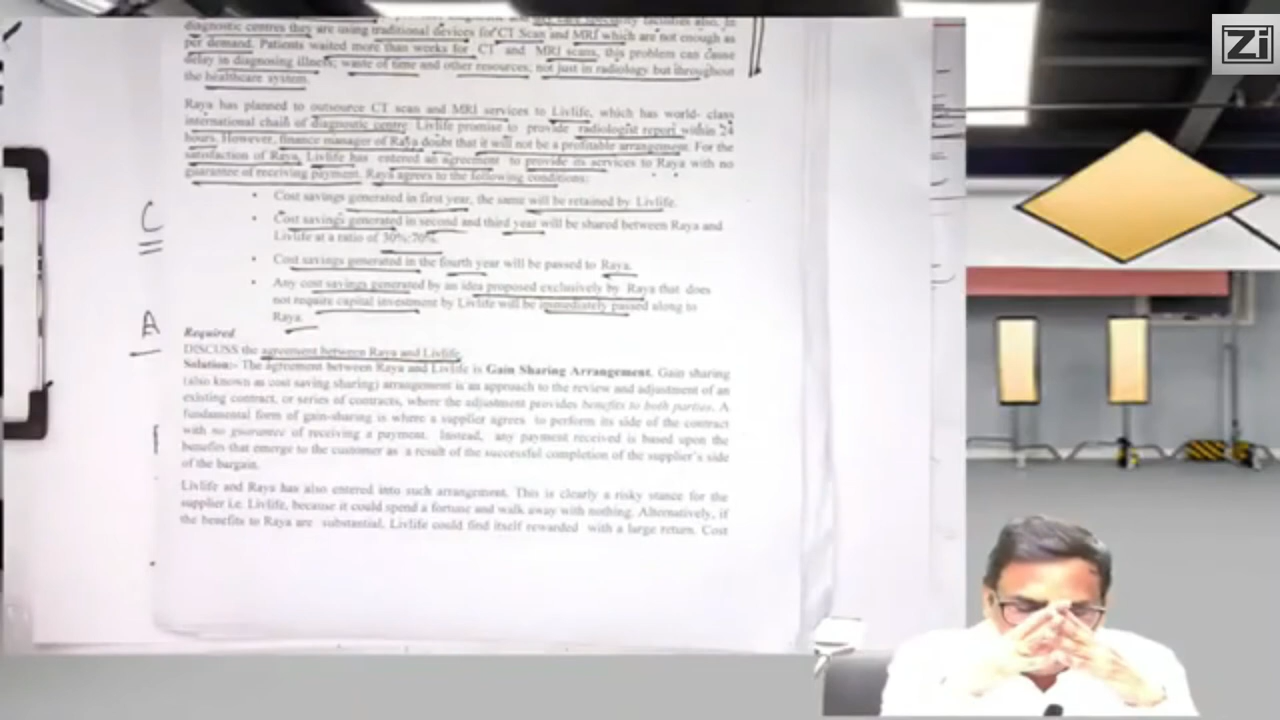 Zi
diagnostic centres they are using traditional devices for CT Scan and MRI which are not enough as
per demand. Patients waited more than weeks for CT and MRI scans, this problem can cause
delay in diagnosing illness; waste of time and other resources; not just in radiology but throughout
the healthcare system.
Raya has planned to outsource CT scan and MRI services to Livlife, which has world- class
international chain of diagnostic centre. Livlife promise to provide radiologist report within 24
hours. However, finance manager of Raya doubt that it will not be a profitable arrangement. For the
satisfaction of Raya, Livlife has entered an agreement to provide its services to Raya with no
guarantee of receiving payment. Raya agrees to the following conditions:
C
• Cost savings generated in first year, the same will be retained by Livlife.
• Cost savings generated in second and third year will be shared between Raya and
Livlife at a ratio of 30%:70%.
• Cost savings generated in the fourth year will be passed to Raya.
• Any cost savings generated by an idea proposed exclusively by Raya that does
not require capital investment by Livlife will be immediately passed along to
Raya.
A
Required
DISCUSS the agreement between Raya and Livlife
Solution:- The agreement between Raya and Livlife is Gain Sharing Arrangement. Gain sharing
(also known as cost saving sharing) arrangement is an approach to the review and adjustment of an
existing contract, or series of contracts, where the adjustment provides benefits to both parties. A
fundamental form of gain-sharing is where a supplier agrees to perform its side of the contract
with no guarantee of receiving a payment. Instead, any payment received is based upon the
benefits that emerge to the customer as a result of the successful completion of the supplier's side
of the bargain.
Livlife and Raya has also entered into such arrangement. This is clearly a risky stance for the
supplier i.e. Livlife, because it could spend a fortune and walk away with nothing. Alternatively, if
the benefits to Raya are substantial, Livlife could find itself rewarded with a large return. Cost